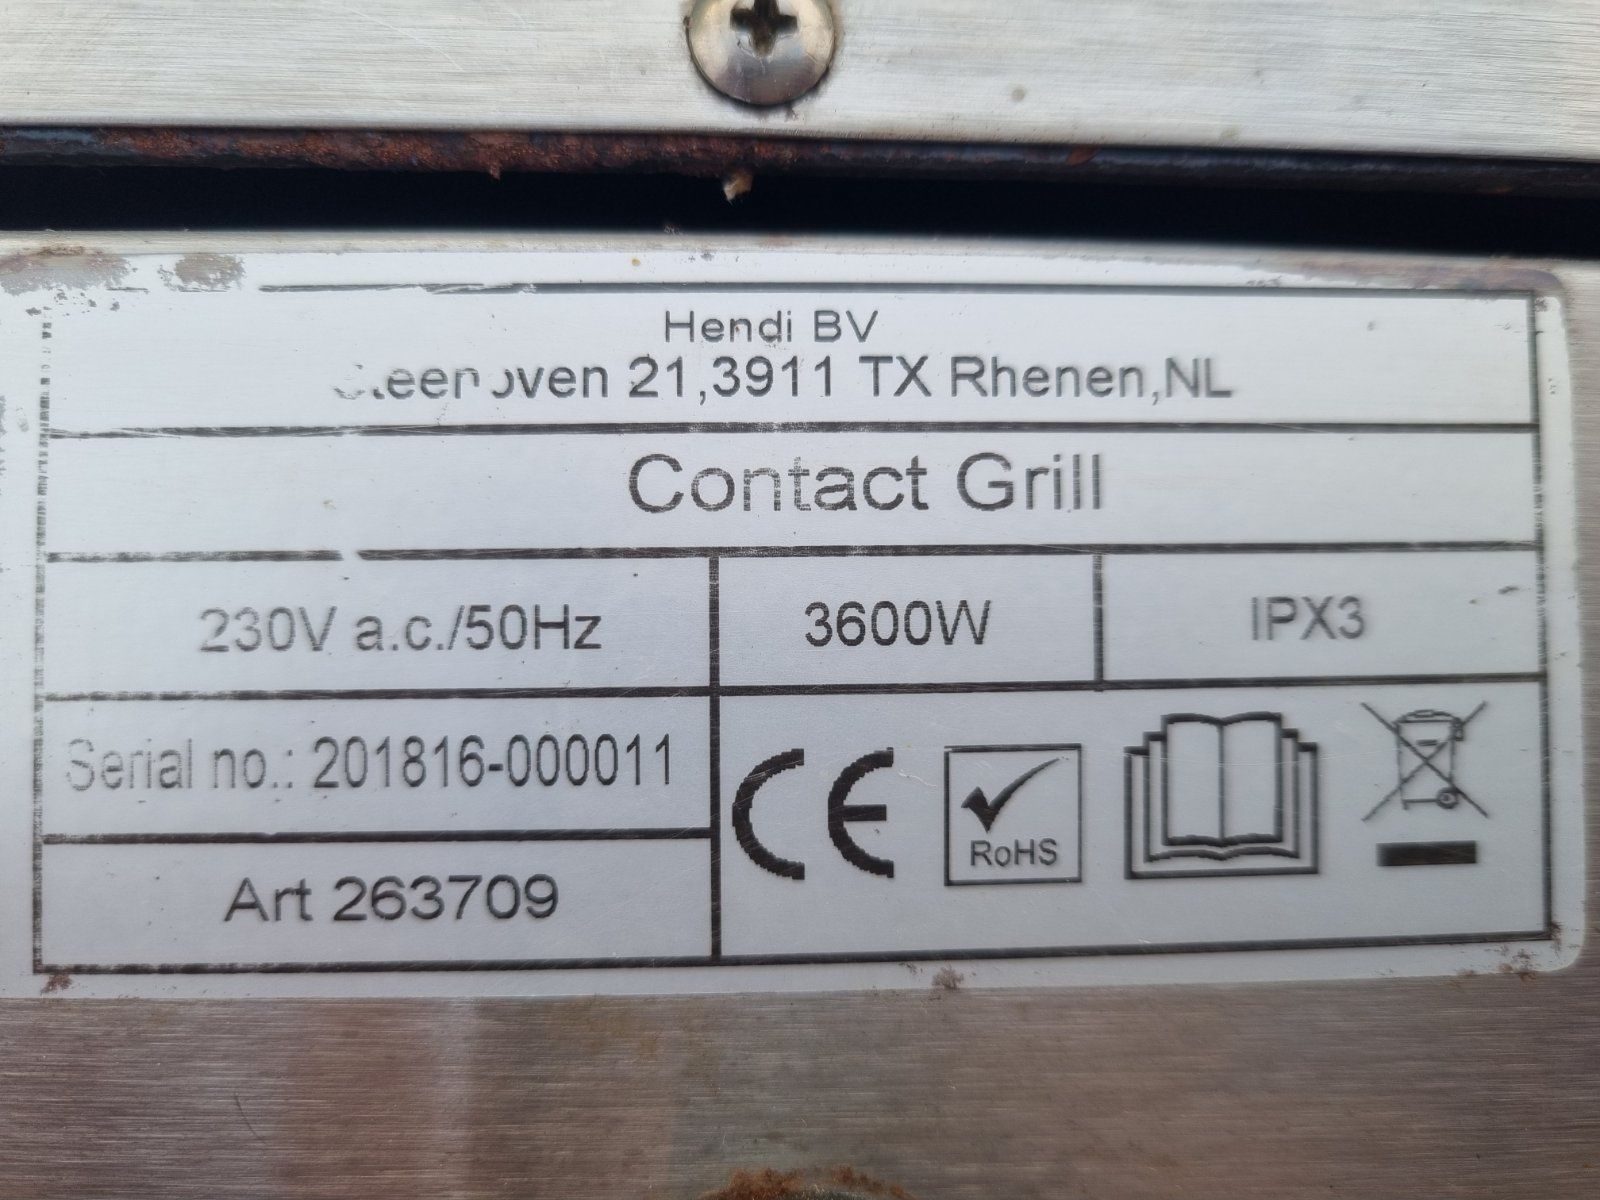 Hendi BV
21,3911 TX Rhenen,NL
Contact Grill
230V a.c./50Hz
3600W
IPX3
Serial no.: 201816-000011
CE
RoHS
Art 263709